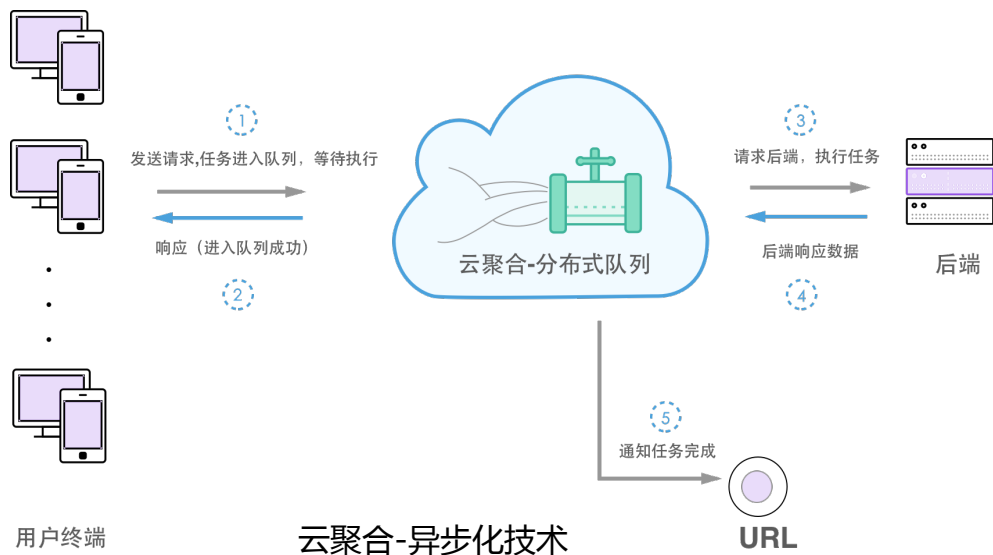 1
3
发送请求,任务进入队列，等待执行
请求后端，执行任务
响应（进入队列成功）
后端响应数据
云聚合-分布式队列
后端
2
4
5
通知任务完成
用户终端
云聚合-异步化技术
URL